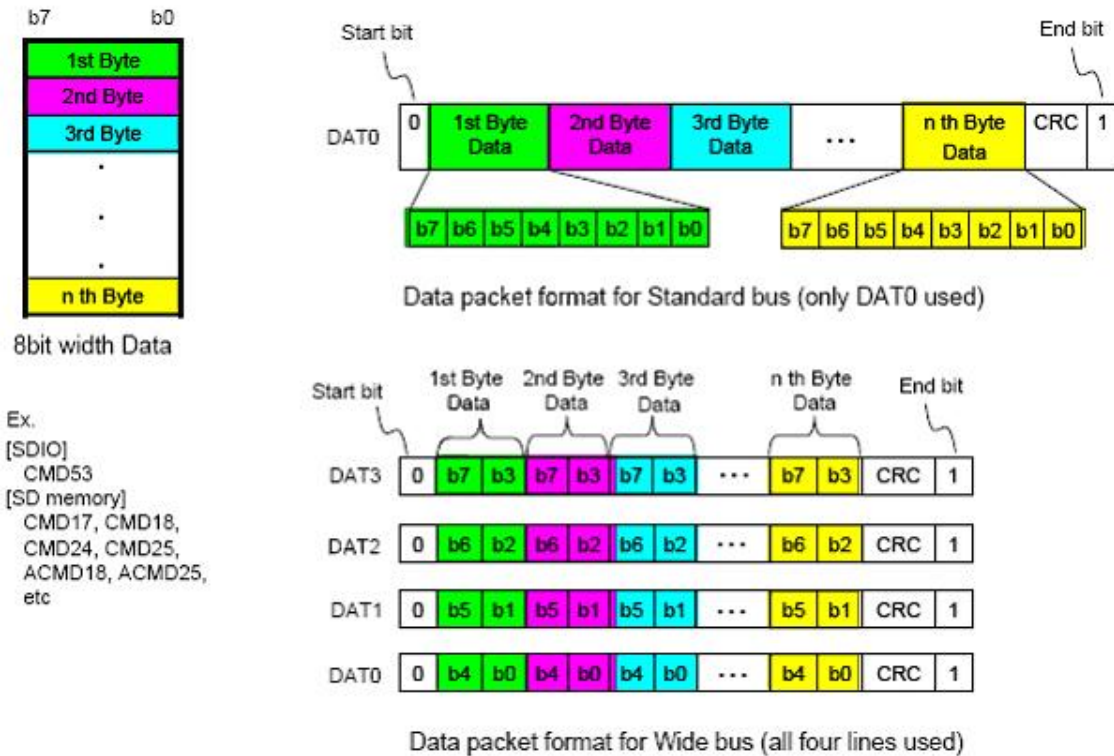 b7 b0
1st Byte
2nd Byte
3rd Byte
.
.
.
n th Byte
8bit width Data
Ex.
[SDIO]
CMD53
[SD memory]
CMD17, CMD18,
CMD24, CMD25,
ACMD18, ACMD25,
etc
Start bit
End bit
DAT0 0 1st Byte Data 2nd Byte Data 3rd Byte Data ... n th Byte Data CRC 1
b7 b6 b5 b4 b3 b2 b1 b0
b7 b6 b5 b4 b3 b2 b1 b0
Data packet format for Standard bus (only DAT0 used)
Start bit
1st Byte Data
2nd Byte Data
3rd Byte Data
n th Byte Data
End bit
DAT3 0 b7 b3 b7 b3 b7 b3 ... b7 b3 CRC 1
DAT2 0 b6 b2 b6 b2 b6 b2 ... b6 b2 CRC 1
DAT1 0 b5 b1 b5 b1 b5 b1 ... b5 b1 CRC 1
DAT0 0 b4 b0 b4 b0 b4 b0 ... b4 b0 CRC 1
Data packet format for Wide bus (all four lines used)